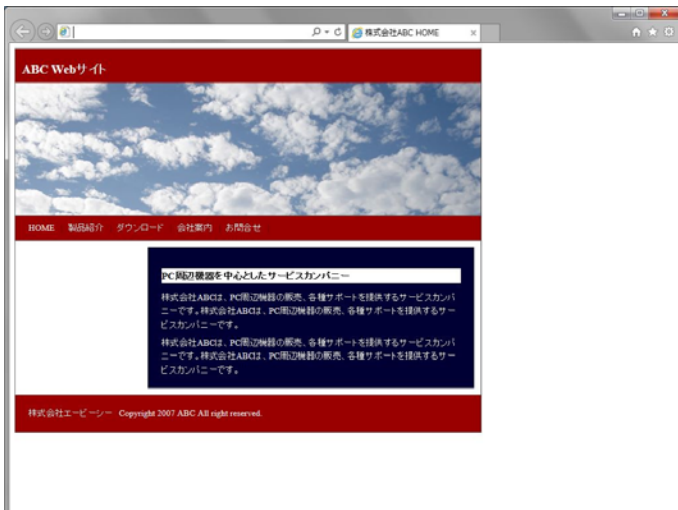 株式会社ABC HOME
ABC Webサイト
HOME 製品紹介 ダウンロード 会社案内 お問合せ
PC周辺機器を中心としたサービスカンパニー
株式会社ABCは、PC周辺機器の販売、各種サポートを提供するサービスカンパ
ニーです。株式会社ABCは、PC周辺機器の販売、各種サポートを提供するサー
ビスカンパニーです。
株式会社ABCは、PC周辺機器の販売、各種サポートを提供するサービスカンパ
ニーです。株式会社ABCは、PC周辺機器の販売、各種サポートを提供するサー
ビスカンパニーです。
株式会社エービーシー Copyright 2007 ABC All right reserved.